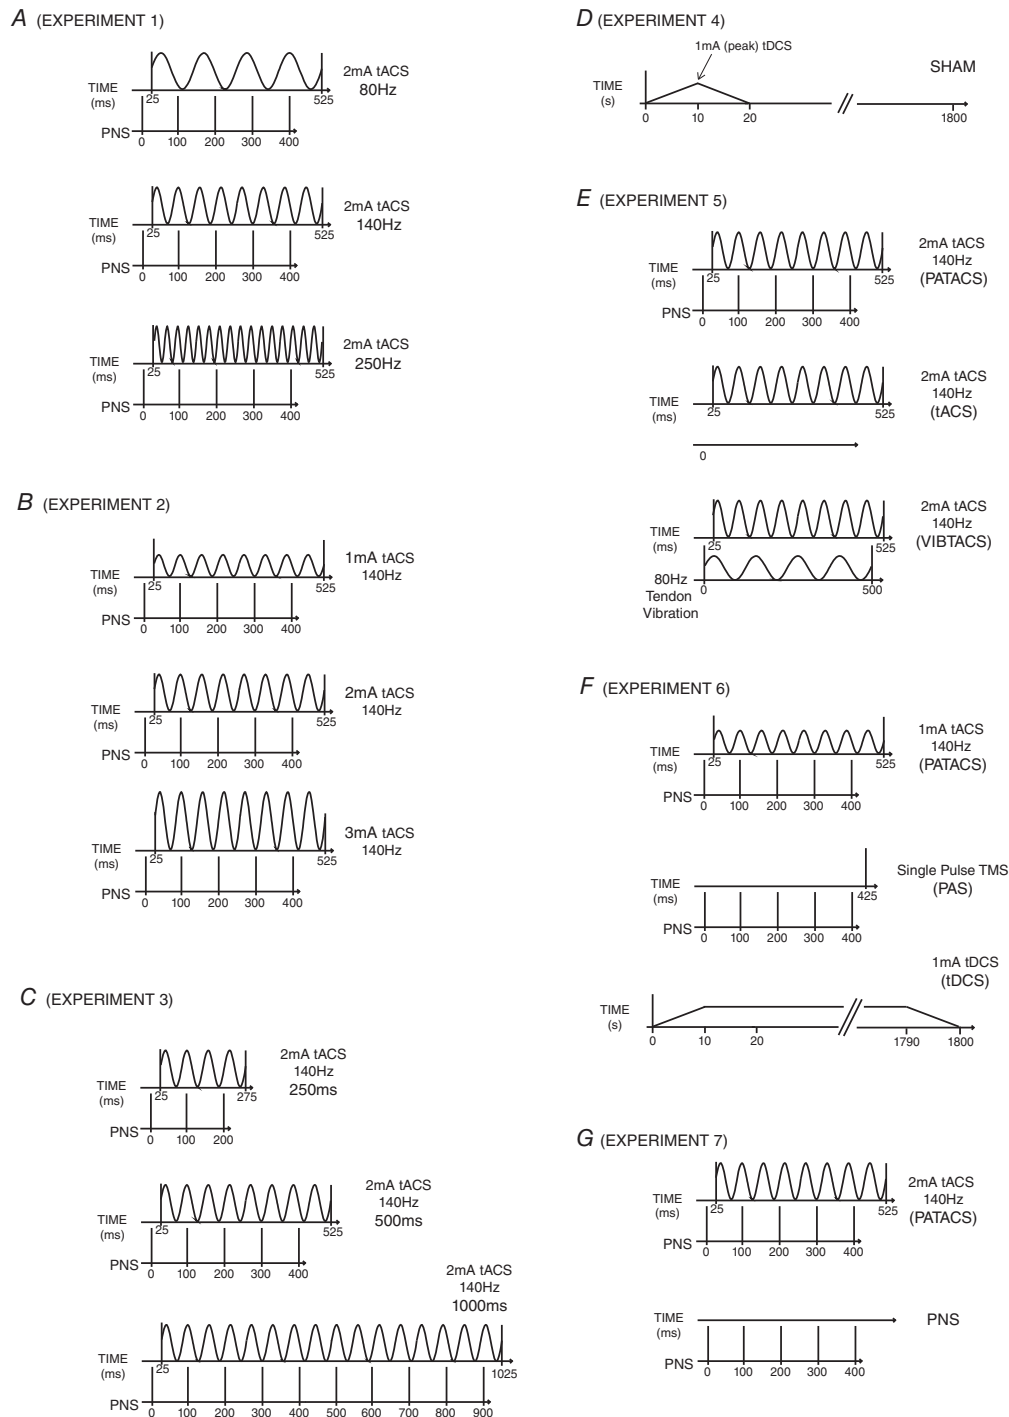 A (EXPERIMENT 1)
2mA tACS
80Hz
TIME
(ms)
25
525
PNS
0 100 200 300 400
2mA tACS
140Hz
TIME
(ms)
25
525
PNS
0 100 200 300 400
2mA tACS
250Hz
TIME
(ms)
25
525
PNS
0 100 200 300 400
B (EXPERIMENT 2)
1mA tACS
140Hz
TIME
(ms)
25
525
PNS
0 100 200 300 400
2mA tACS
140Hz
TIME
(ms)
25
525
PNS
0 100 200 300 400
3mA tACS
140Hz
TIME
(ms)
25
525
PNS
0 100 200 300 400
C (EXPERIMENT 3)
2mA tACS
140Hz
250ms
TIME
(ms)
25
275
PNS
0 100 200
2mA tACS
140Hz
500ms
TIME
(ms)
25
525
PNS
0 100 200 300 400
2mA tACS
140Hz
1000ms
TIME
(ms)
25
1025
PNS
0 100 200 300 400 500 600 700 800 900
D (EXPERIMENT 4)
1mA (peak) tDCS
SHAM
TIME
(s)
0 10 20 1800
E (EXPERIMENT 5)
2mA tACS
140Hz
(PATACS)
TIME
(ms)
25
525
PNS
0 100 200 300 400
2mA tACS
140Hz
(tACS)
TIME
(ms)
25
525
0
2mA tACS
140Hz
(VIBTACS)
TIME
(ms)
25
525
80Hz
Tendon
Vibration
0 500
F (EXPERIMENT 6)
1mA tACS
140Hz
(PATACS)
TIME
(ms)
25
525
PNS
0 100 200 300 400
Single Pulse TMS
(PAS)
TIME
(ms)
425
PNS
0 100 200 300 400
1mA tDCS
(tDCS)
TIME
(s)
0 10 20 1790 1800
G (EXPERIMENT 7)
2mA tACS
140Hz
(PATACS)
TIME
(ms)
25
525
PNS
0 100 200 300 400
PNS
TIME
(ms)
PNS
0 100 200 300 400